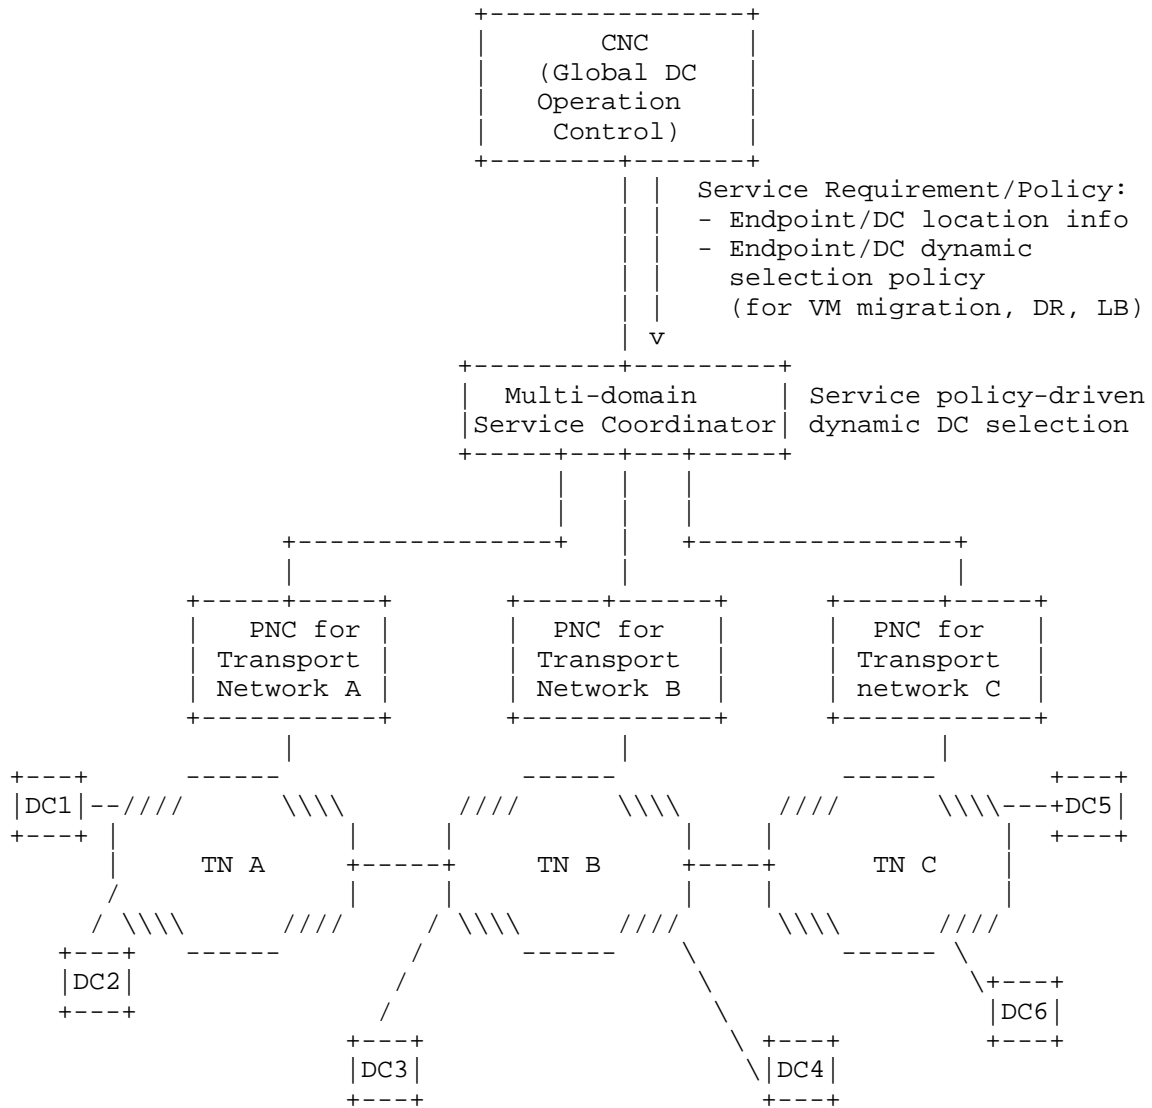 CNC
(Global DC
Operation
Control)
Service Requirement/Policy:
- Endpoint/DC location info
- Endpoint/DC dynamic
selection policy
(for VM migration, DR, LB)
v
Multi-domain
Service Coordinator
Service policy-driven
dynamic DC selection
PNC for
Transport
Network A
PNC for
Transport
Network B
PNC for
Transport
network C
DC1
DC5
TN A
TN B
TN C
DC2
DC6
DC3
DC4